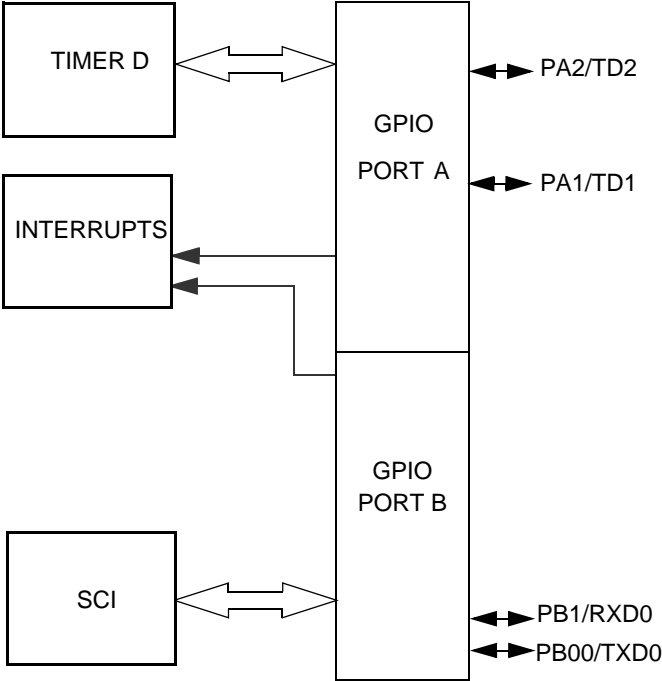 TIMER D
GPIO
PORT A
PA2/TD2
PA1/TD1
INTERRUPTS
GPIO
PORT B
SCI
PB1/RXD0
PB00/TXD0